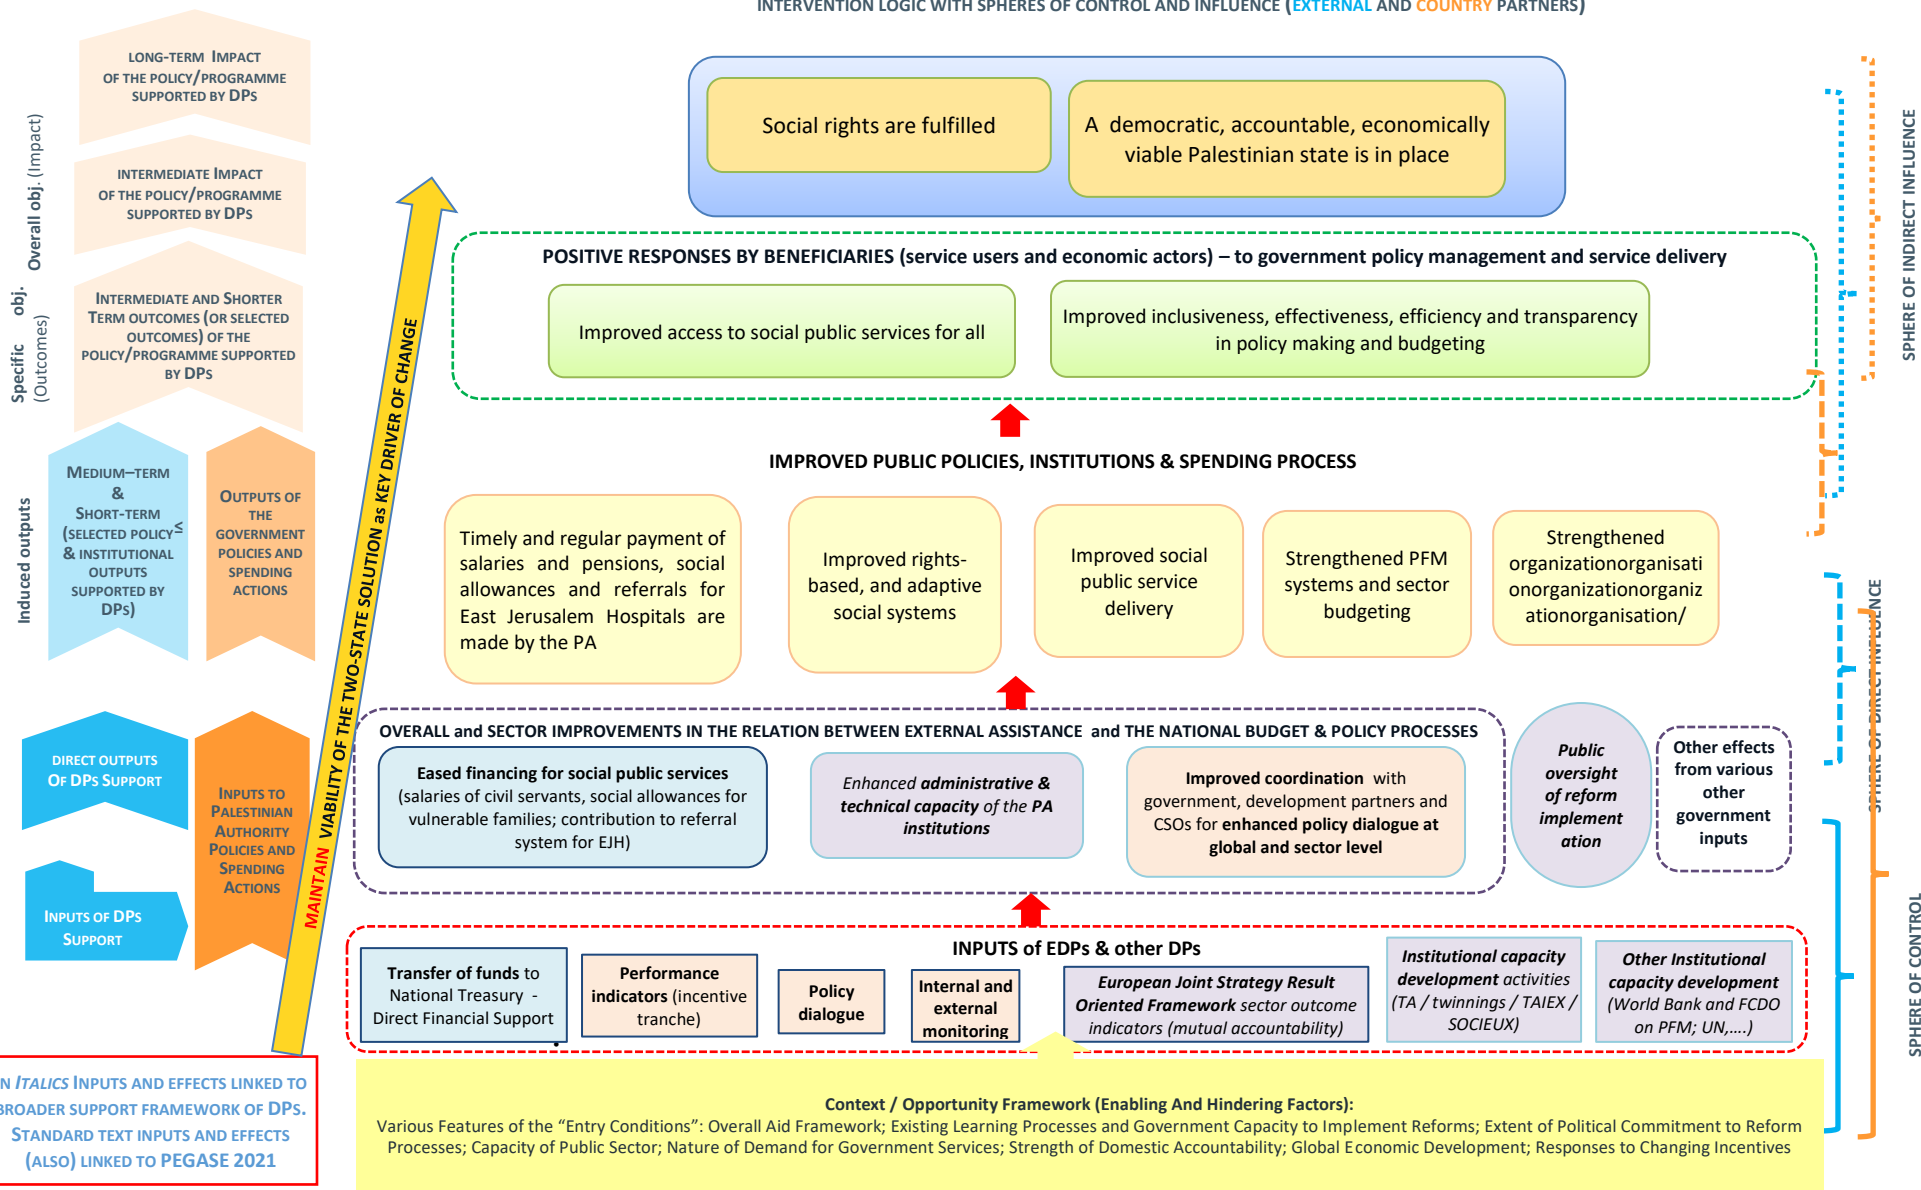 INTERVENTION LOGIC WITH SPHERES OF CONTROL AND INFLUENCE (EXTERNAL AND COUNTRY PARTNERS)
LONG-TERM IMPACT
OF THE POLICY/PROGRAMME
SUPPORTED BY DPS
INTERMEDIATE IMPACT
OF THE POLICY/PROGRAMME
SUPPORTED BY DPS
INTERMEDIATE AND SHORTER
TERM OUTCOMES (OR SELECTED
OUTCOMES) OF THE
POLICY/PROGRAMME SUPPORTED
BY DPS
Overall obj. (Impact)
Specific obj.
(Outcomes)
Induced outputs
MEDIUM–TERM
&
SHORT-TERM
(SELECTED POLICY≤
& INSTITUTIONAL
OUTPUTS
SUPPORTED BY
DPS)
OUTPUTS OF
THE
GOVERNMENT
POLICIES AND
SPENDING
ACTIONS
DIRECT OUTPUTS
OF DPS SUPPORT
INPUTS TO
PALESTINIAN
AUTHORITY
POLICIES AND
SPENDING
ACTIONS
INPUTS OF DPS
SUPPORT
MAINTAIN VIABILITY OF THE TWO-STATE SOLUTION as KEY DRIVER OF CHANGE
Social rights are fulfilled
A democratic, accountable, economically
viable Palestinian state is in place
POSITIVE RESPONSES BY BENEFICIARIES (service users and economic actors) – to government policy management and service delivery
Improved access to social public services for all
Improved inclusiveness, effectiveness, efficiency and transparency
in policy making and budgeting
IMPROVED PUBLIC POLICIES, INSTITUTIONS & SPENDING PROCESS
Timely and regular payment of
salaries and pensions, social
allowances and referrals for
East Jerusalem Hospitals are
made by the PA
Improved rights-
based, and adaptive
social systems
Improved social
public service
delivery
Strengthened PFM
systems and sector
budgeting
Strengthened
organizationorganisati
onorganizationorganiz
ationorganisation/
OVERALL and SECTOR IMPROVEMENTS IN THE RELATION BETWEEN EXTERNAL ASSISTANCE and THE NATIONAL BUDGET & POLICY PROCESSES
Eased financing for social public services
(salaries of civil servants, social allowances for
vulnerable families; contribution to referral
system for EJH)
Enhanced administrative &
technical capacity of the PA
institutions
Improved coordination with
government, development partners and
CSOs for enhanced policy dialogue at
global and sector level
Public
oversight
of reform
implement
ation
Other effects
from various
other
government
inputs
INPUTS of EDPs & other DPs
Transfer of funds to
National Treasury -
Direct Financial Support
Performance
indicators (incentive
tranche)
Policy
dialogue
Internal and
external
monitoring
European Joint Strategy Result
Oriented Framework sector outcome
indicators (mutual accountability)
Institutional capacity
development activities
(TA / twinnings / TAIEX /
SOCIEUX)
Other Institutional
capacity development
(World Bank and FCDO
on PFM; UN,....)
Context / Opportunity Framework (Enabling And Hindering Factors):
Various Features of the “Entry Conditions”: Overall Aid Framework; Existing Learning Processes and Government Capacity to Implement Reforms; Extent of Political Commitment to Reform
Processes; Capacity of Public Sector; Nature of Demand for Government Services; Strength of Domestic Accountability; Global Economic Development; Responses to Changing Incentives
N ITALICS INPUTS AND EFFECTS LINKED TO
BROADER SUPPORT FRAMEWORK OF DPS.
STANDARD TEXT INPUTS AND EFFECTS
(ALSO) LINKED TO PEGASE 2021
SPHERE OF INDIRECT INFLUENCE
SPHERE OF DIRECT INFLUENCE
SPHERE OF CONTROL